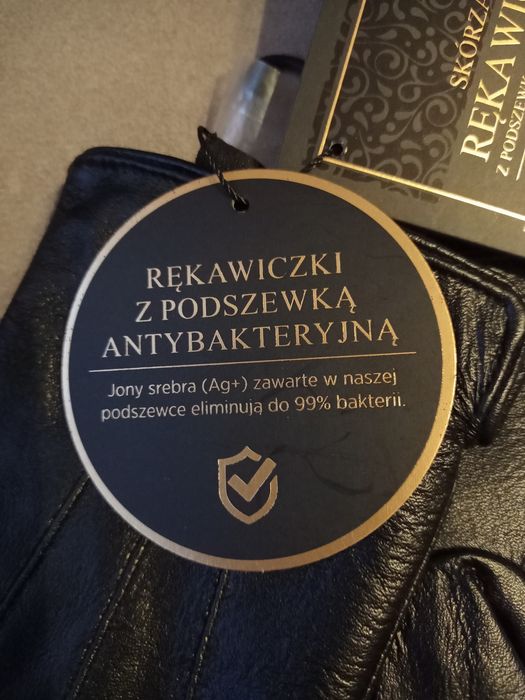 RĘKAWICZKI
Z PODSZEWKĄ
ANTYBAKTERYJNĄ
Jony srebra (Ag+) zawarte w naszej
podszewce eliminują do 99% bakterii.
Z